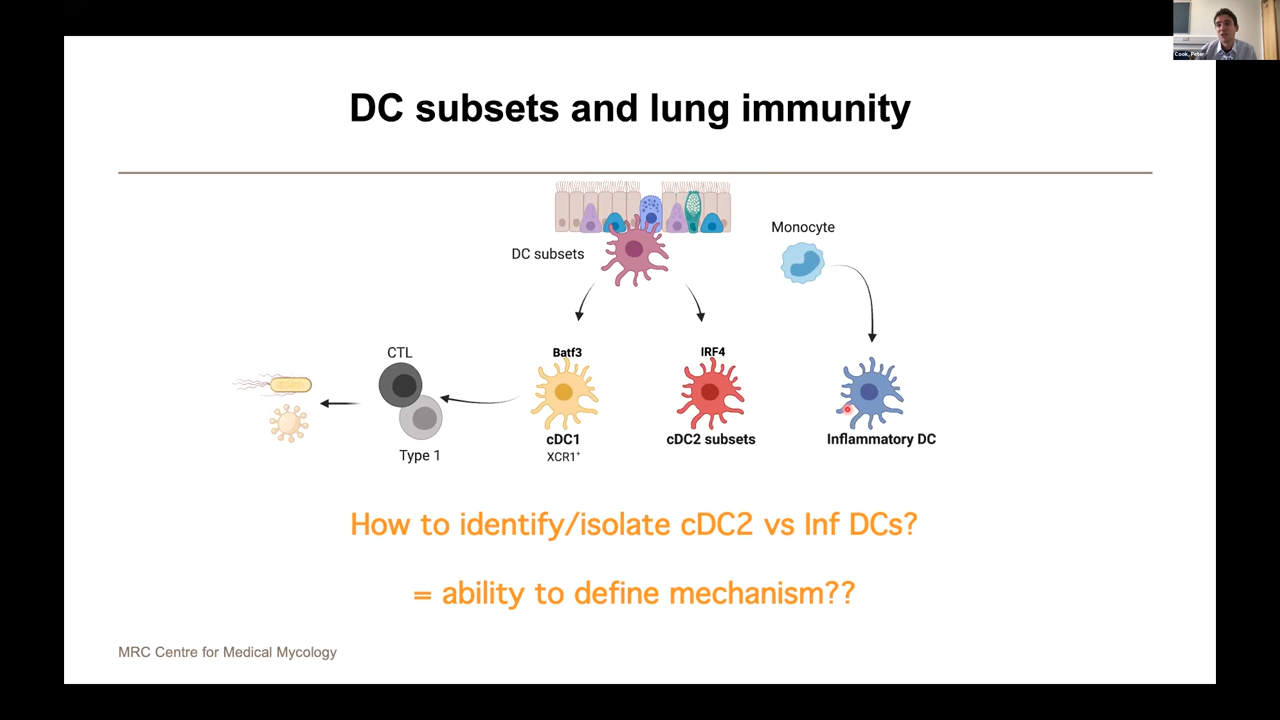 Cook, Peter
DC subsets and lung immunity
Monocyte
DC subsets
CTL
Batf3
IRF4
cDC1
cDC2 subsets
Inflammatory DC
Type 1
XCR1⁺
How to identify/isolate cDC2 vs Inf DCs?
= ability to define mechanism??
MRC Centre for Medical Mycology